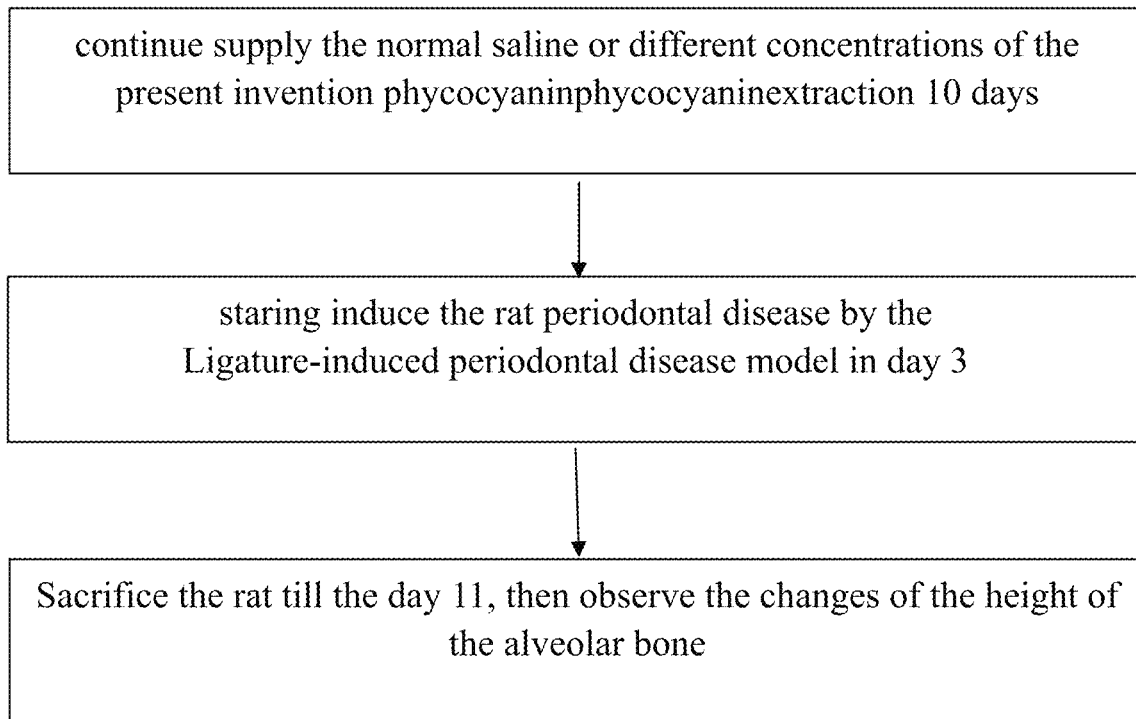 continue supply the normal saline or different concentrations of the
present invention phycocyaninphycocyaninextraction 10 days
staring induce the rat periodontal disease by the
Ligature-induced periodontal disease model in day 3
Sacrifice the rat till the day 11, then observe the changes of the height of
the alveolar bone